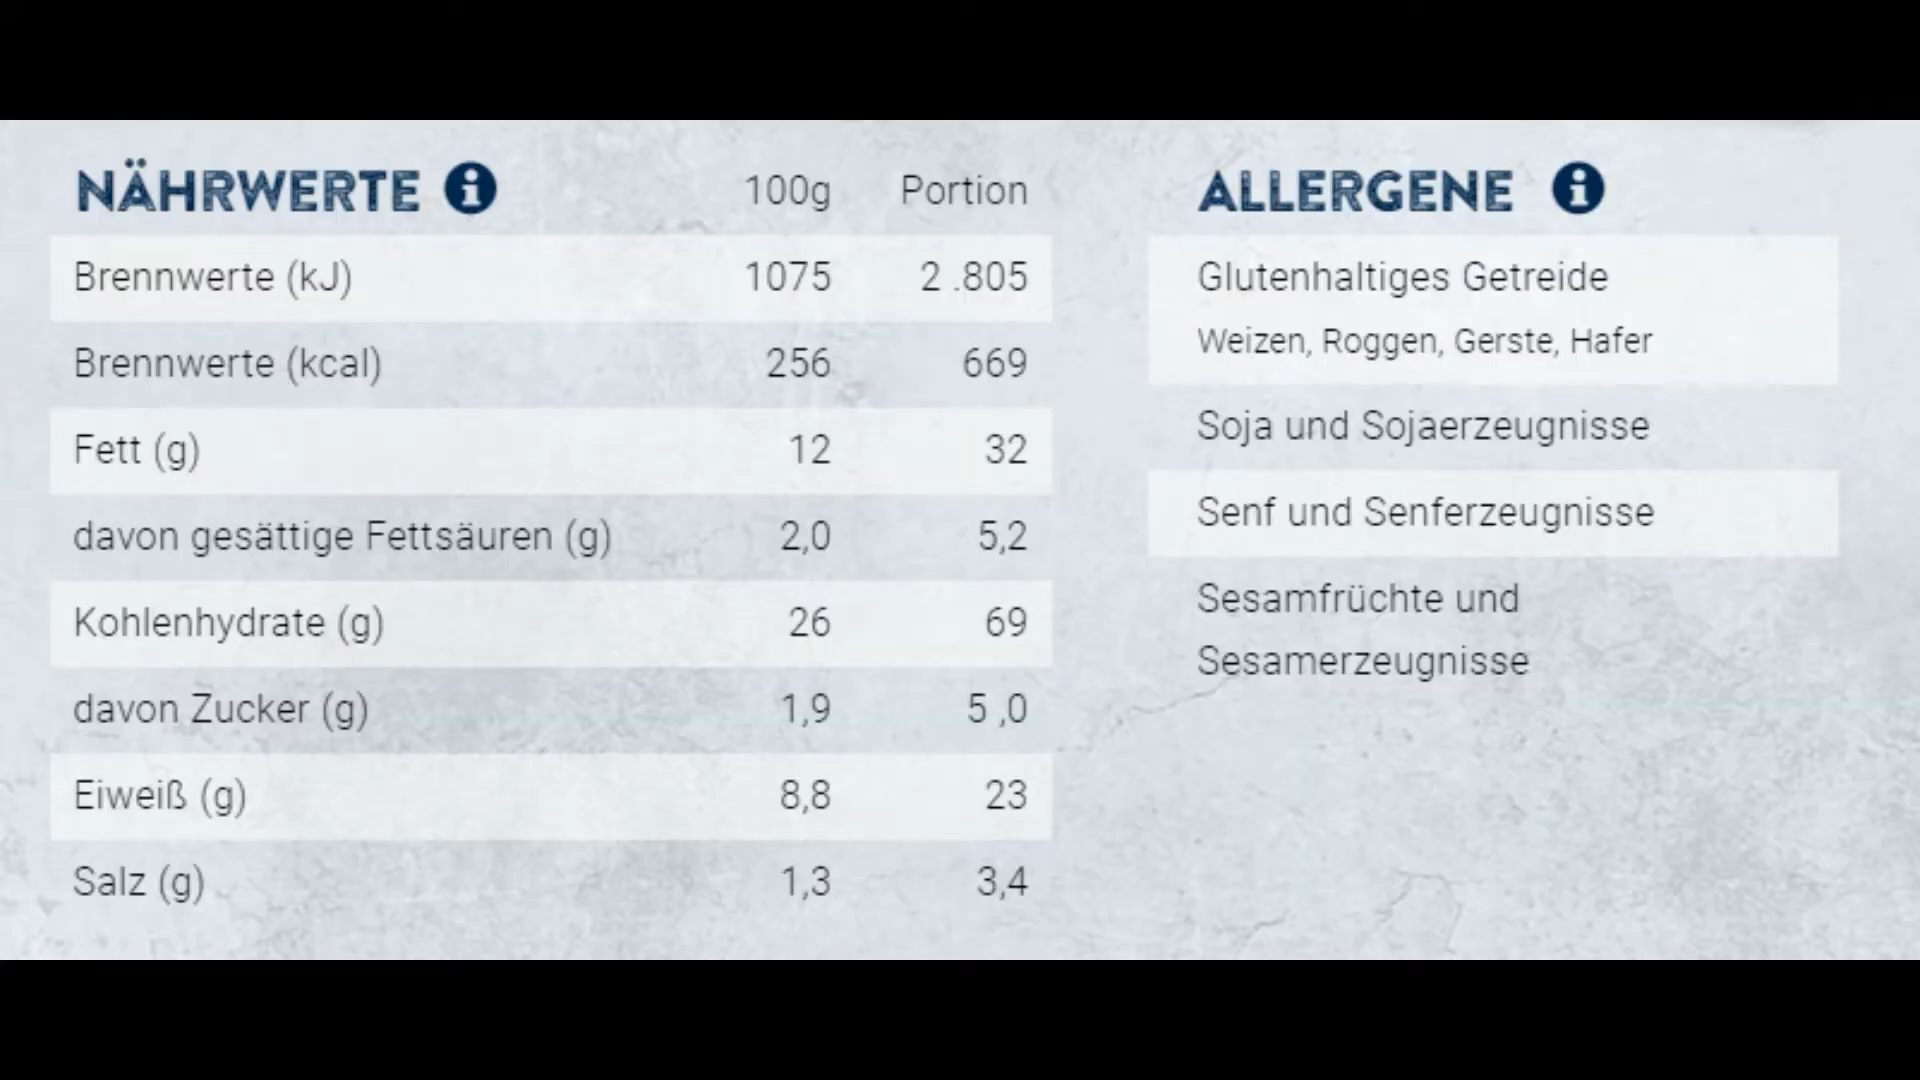 NÄHRWERTE 100g Portion
Brennwerte (kJ) 1075 2 .805
Brennwerte (kcal) 256 669
Fett (g) 12 32
davon gesättige Fettsäuren (g) 2,0 5,2
Kohlenhydrate (g) 26 69
davon Zucker (g) 1,9 5 ,0
Eiweiß (g) 8,8 23
Salz (g) 1,3 3,4
ALLERGENE
Glutenhaltiges Getreide
Weizen, Roggen, Gerste, Hafer
Soja und Sojaerzeugnisse
Senf und Senferzeugnisse
Sesamfrüchte und
Sesamerzeugnisse